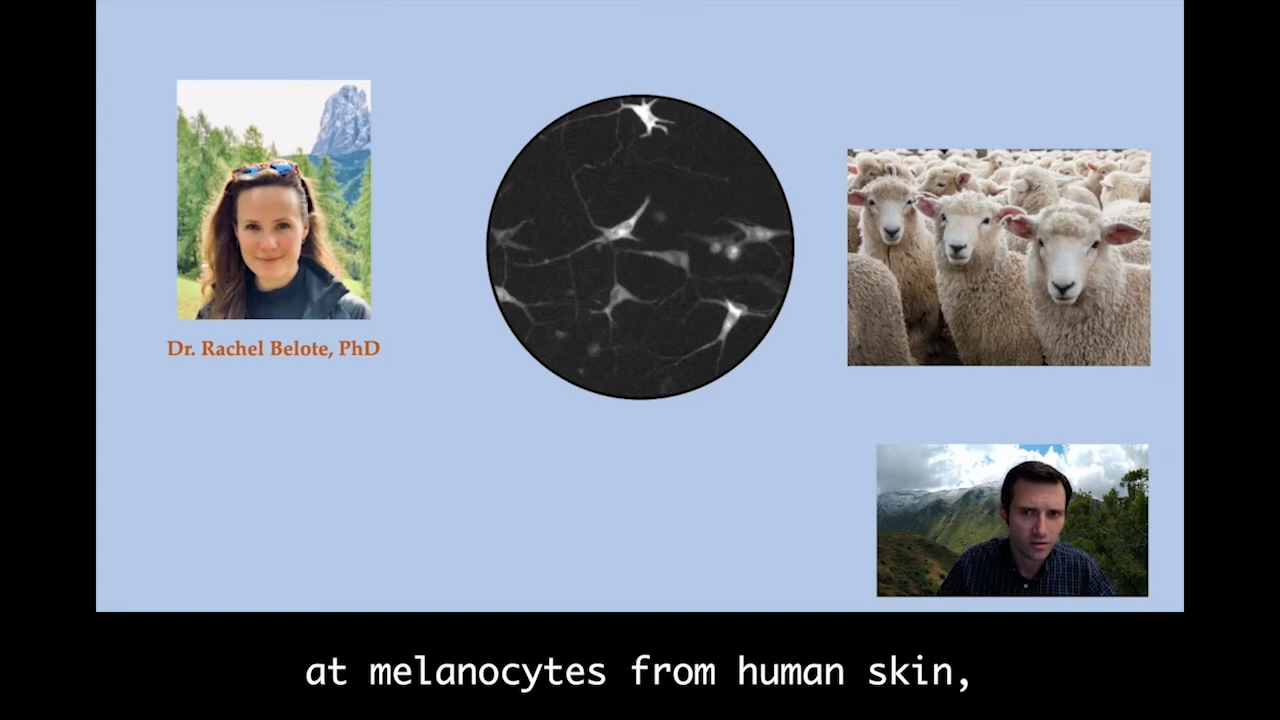 Dr. Rachel Belote, PhD
at melanocytes from human skin,